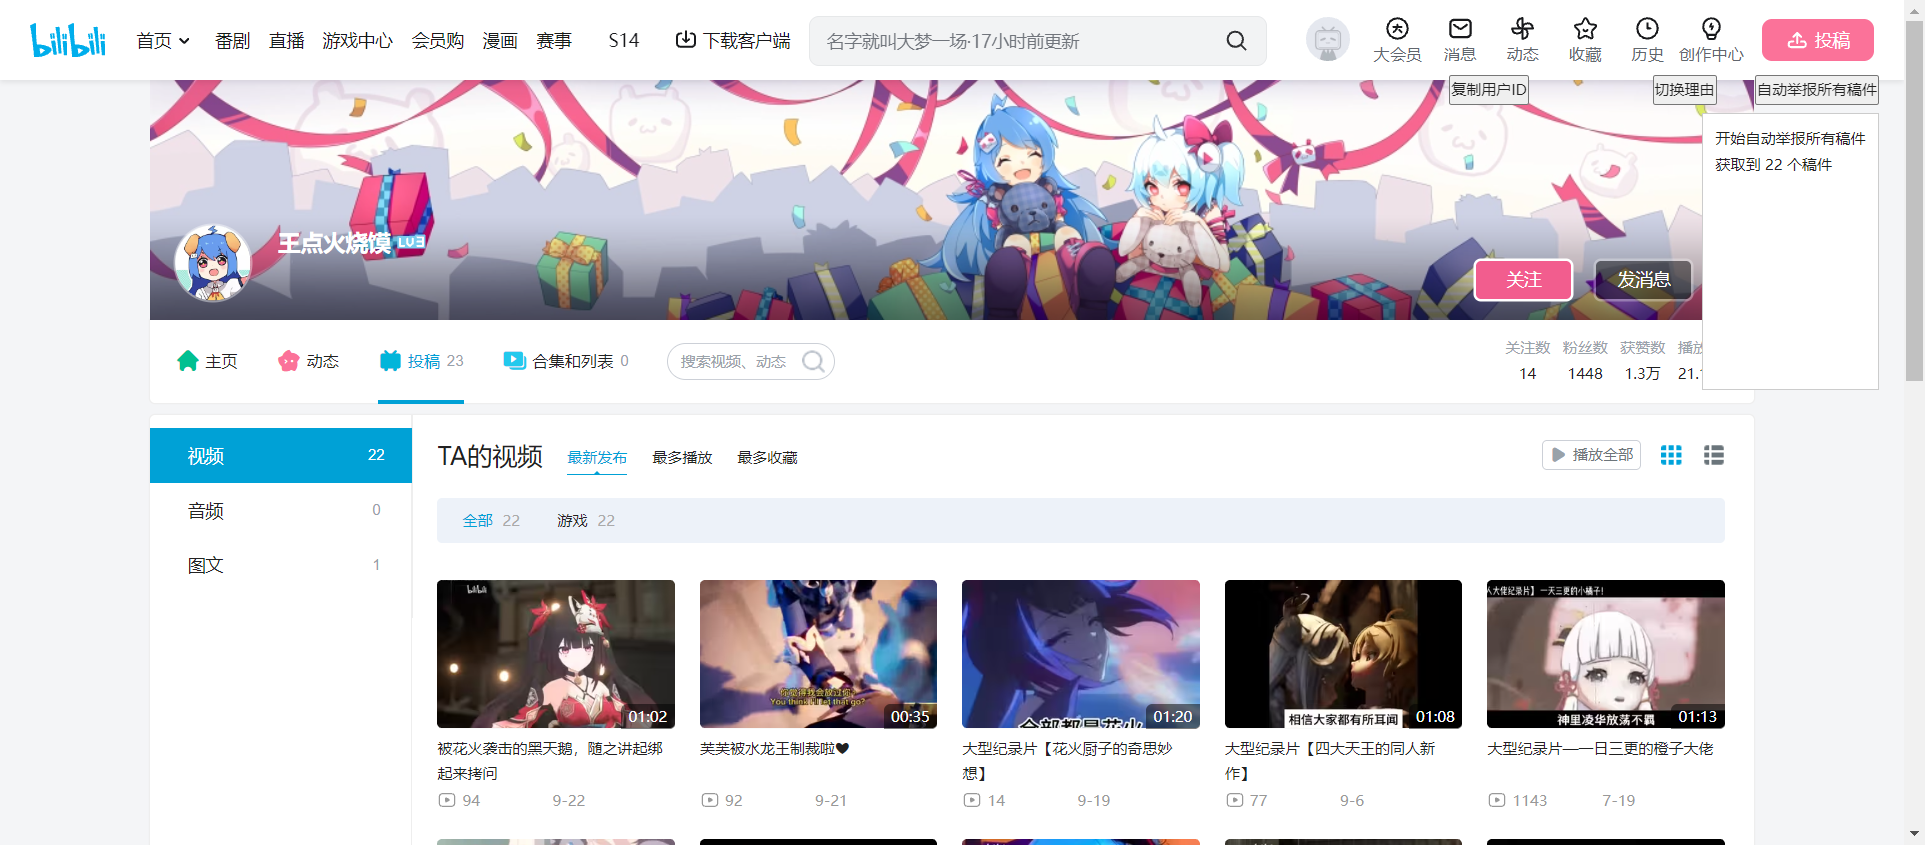 bilibili
首页
番剧
直播
游戏中心
会员购
漫画
赛事
S14
下载客户端
名字就叫大梦一场·17小时前更新
大会员
消息
动态
收藏
历史
创作中心
投稿
复制用户ID
切换理由
自动举报所有稿件
开始自动举报所有稿件
获取到 22 个稿件
王点火烧馍 LV3
关注
发消息
主页
动态
投稿 23
合集和列表 0
搜索视频、动态
关注数 粉丝数 获赞数 播放
14 1448 1.3万 21.
视频 22
音频 0
图文 1
TA的视频
最新发布
最多播放
最多收藏
播放全部
全部 22
游戏 22
bilibili
01:02
被花火袭击的黑天鹅，随之讲起绑
起来拷问
94 9-22
你觉得我会放过你
You think I'll let that go?
00:35
芙芙被水龙王制裁啦❤
92 9-21
全部都是花火
01:20
大型纪录片【花火厨子的奇思妙
想】
14 9-19
相信大家都有所耳闻
01:08
大型纪录片【四大天王的同人新
作】
77 9-6
人大佬纪录片】 一天三更的小橘子!
神里凌华放荡不羁
01:13
大型纪录片—一日三更的橙子大佬
1143 7-19